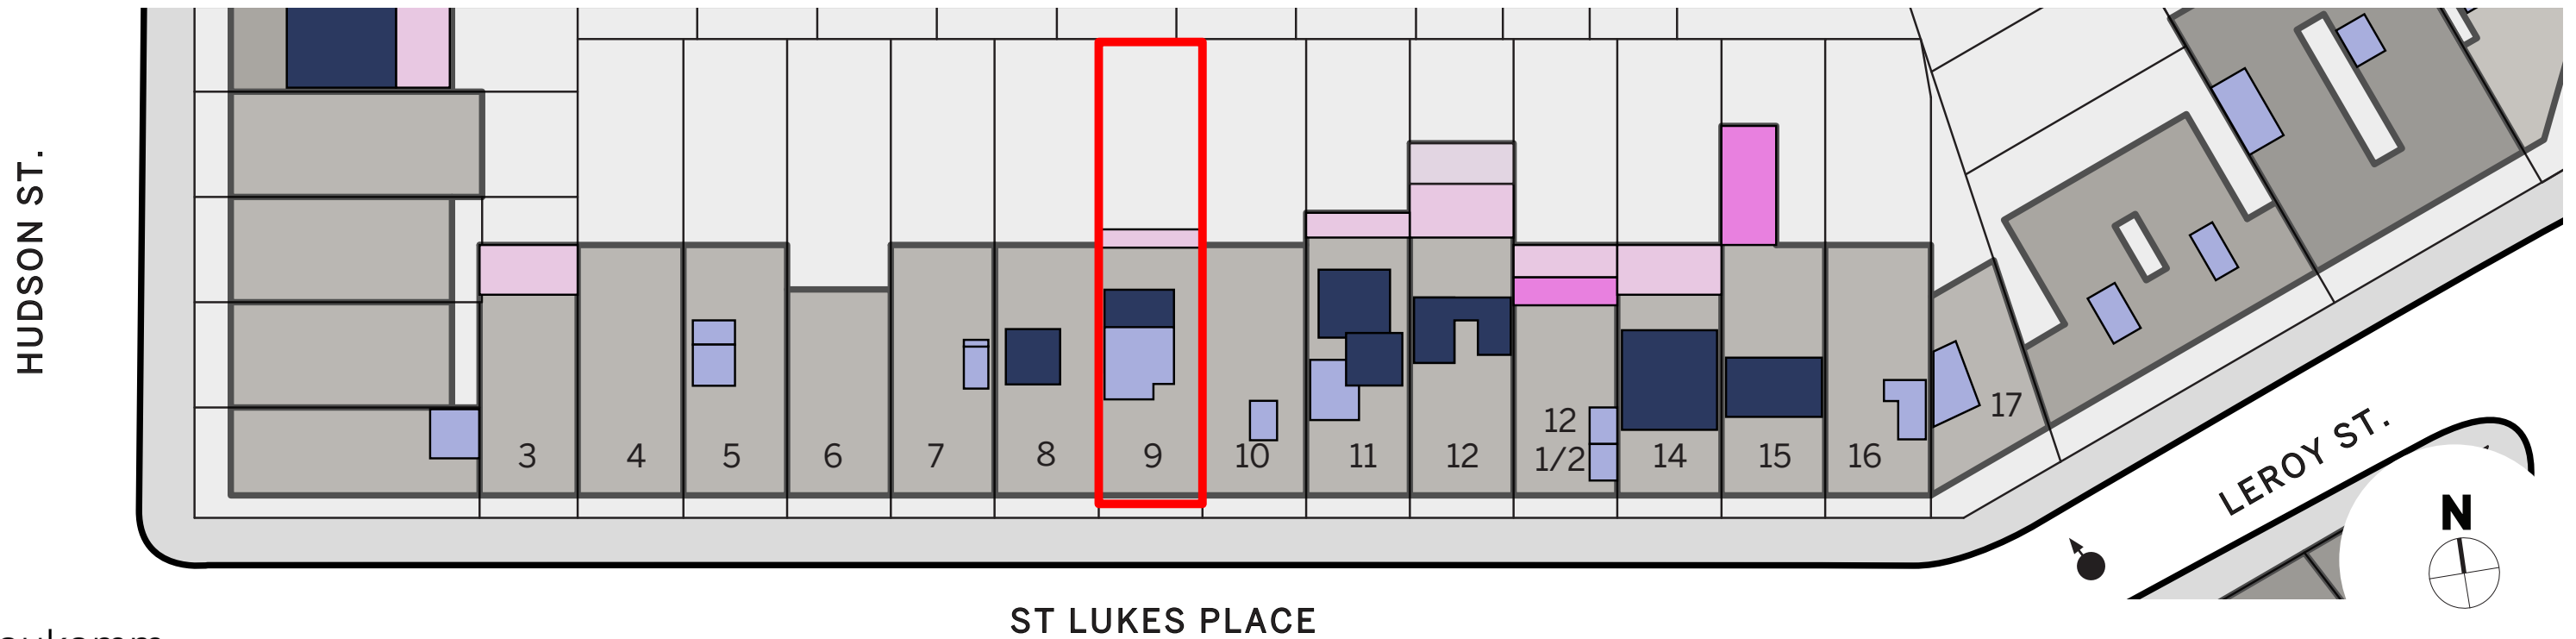 HUDSON ST.
3 4 5 6 7 8 9 10 11 12 12 1/2 14 15 16 17
LEROY ST.
N
ST LUKES PLACE